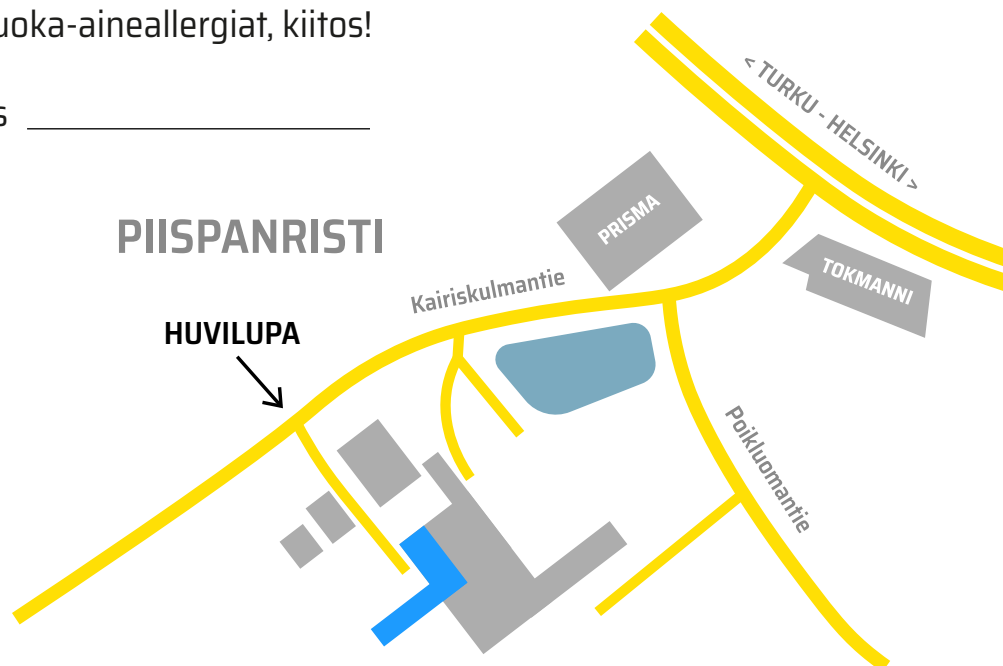 uoka-aineallergiat, kiitos!
s
< TURKU - HELSINKI >
PRISMA
PIISPANRISTI
TOKMANNI
Kairiskulmantie
HUVILUPA
Poikluomantie